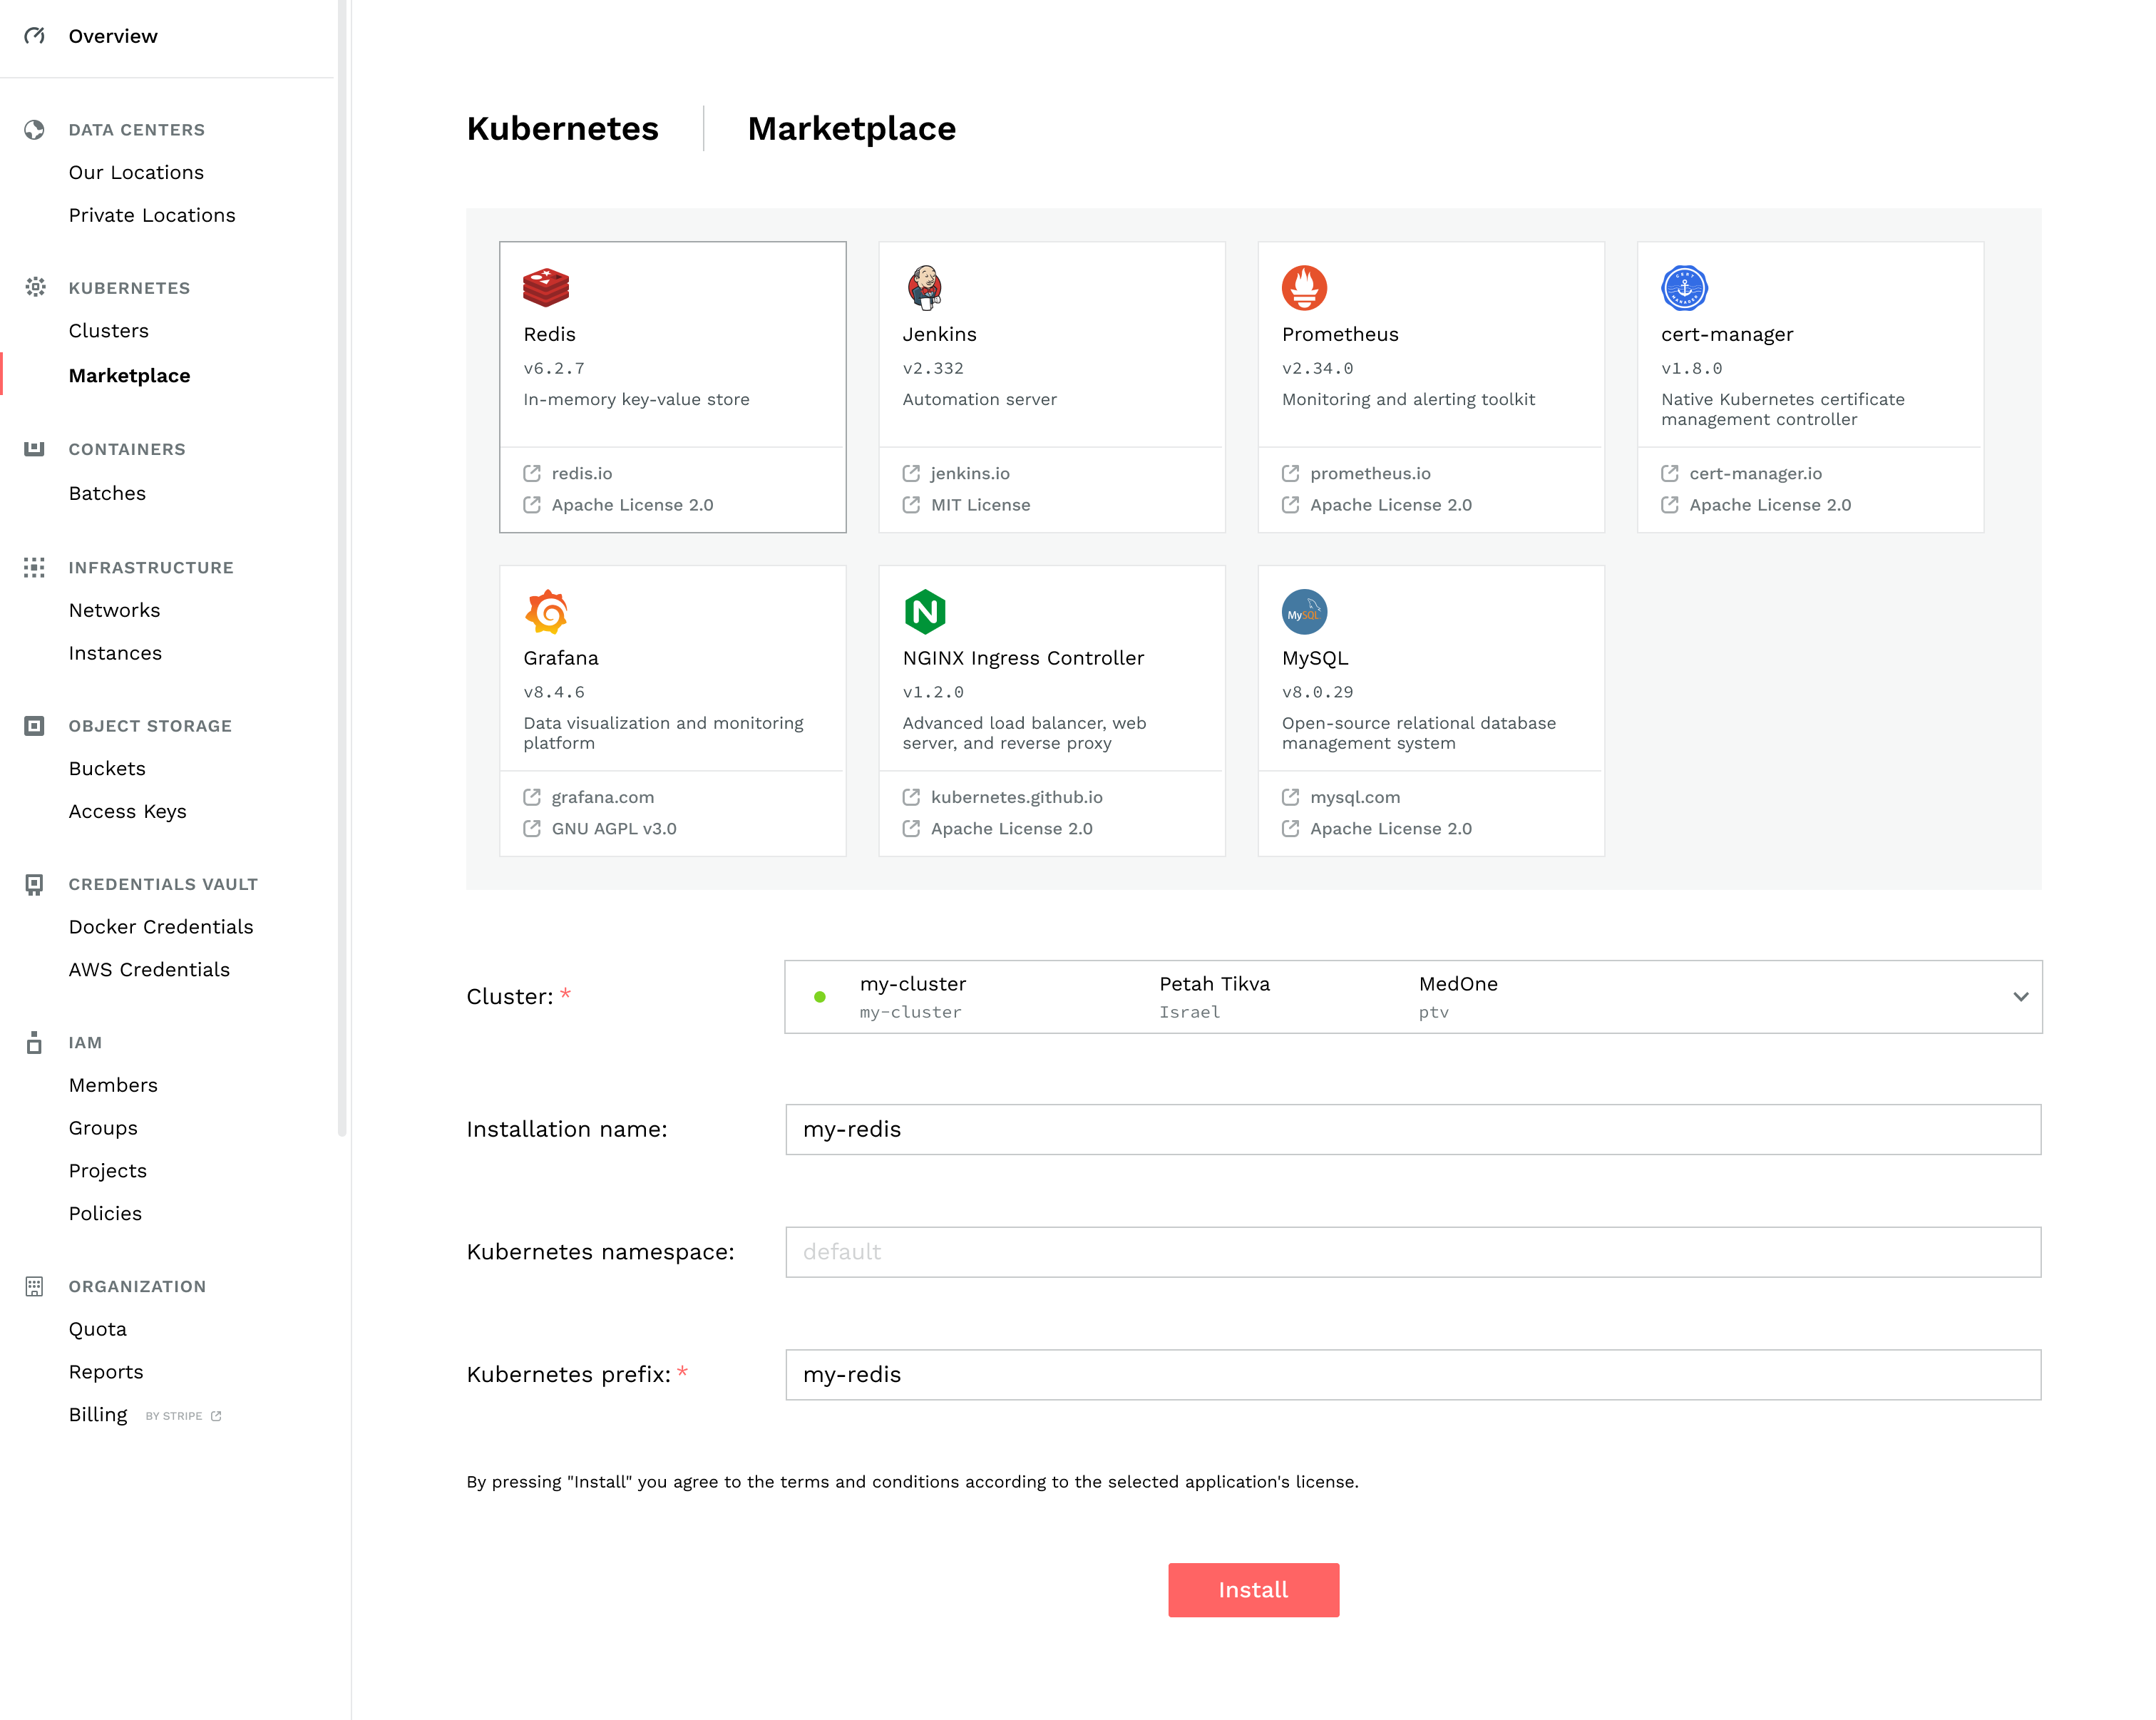 Overview
DATA CENTERS
Our Locations
Private Locations
KUBERNETES
Clusters
Marketplace
CONTAINERS
Batches
INFRASTRUCTURE
Networks
Instances
OBJECT STORAGE
Buckets
Access Keys
CREDENTIALS VAULT
Docker Credentials
AWS Credentials
IAM
Members
Groups
Projects
Policies
ORGANIZATION
Quota
Reports
Billing BY STRIPE
Kubernetes Marketplace
Redis
v6.2.7
In-memory key-value store
redis.io
Apache License 2.0
Jenkins
v2.332
Automation server
jenkins.io
MIT License
Prometheus
v2.34.0
Monitoring and alerting toolkit
prometheus.io
Apache License 2.0
CERT
MANAGER
cert-manager
v1.8.0
Native Kubernetes certificate
management controller
cert-manager.io
Apache License 2.0
Grafana
v8.4.6
Data visualization and monitoring
platform
grafana.com
GNU AGPL v3.0
N
NGINX Ingress Controller
v1.2.0
Advanced load balancer, web
server, and reverse proxy
kubernetes.github.io
Apache License 2.0
MySQL
MySQL
v8.0.29
Open-source relational database
management system
mysql.com
Apache License 2.0
Cluster: *
my-cluster Petah Tikva MedOne
my-cluster Israel ptv
Installation name: my-redis
Kubernetes namespace: default
Kubernetes prefix: * my-redis
By pressing "Install" you agree to the terms and conditions according to the selected application's license.
Install